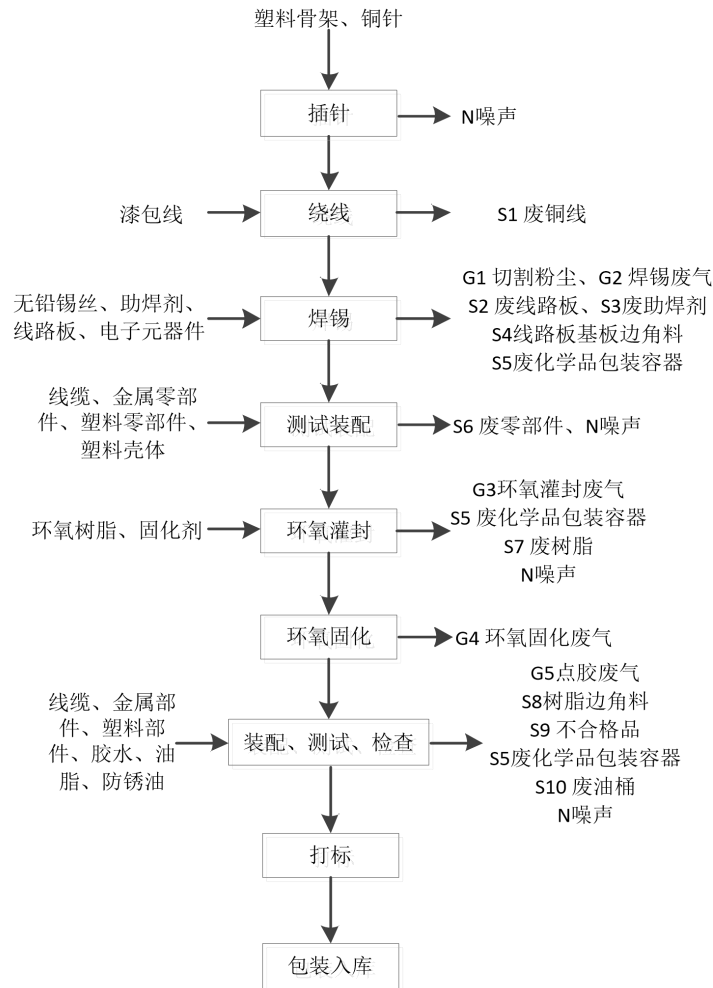 塑料骨架、铜针
插针
N噪声
漆包线
绕线
S1 废铜线
无铅锡丝、助焊剂、
线路板、电子元器件
焊锡
G1 切割粉尘、G2 焊锡废气
S2 废线路板、S3废助焊剂
S4线路板基板边角料
S5废化学品包装容器
线缆、金属零部
件、塑料零部件、
塑料壳体
测试装配
S6 废零部件、N噪声
环氧树脂、固化剂
环氧灌封
G3环氧灌封废气
S5 废化学品包装容器
S7 废树脂
N噪声
环氧固化
G4 环氧固化废气
线缆、金属部
件、塑料部
件、胶水、油
脂、防锈油
装配、测试、检查
G5点胶废气
S8树脂边角料
S9 不合格品
S5废化学品包装容器
S10 废油桶
N噪声
打标
包装入库